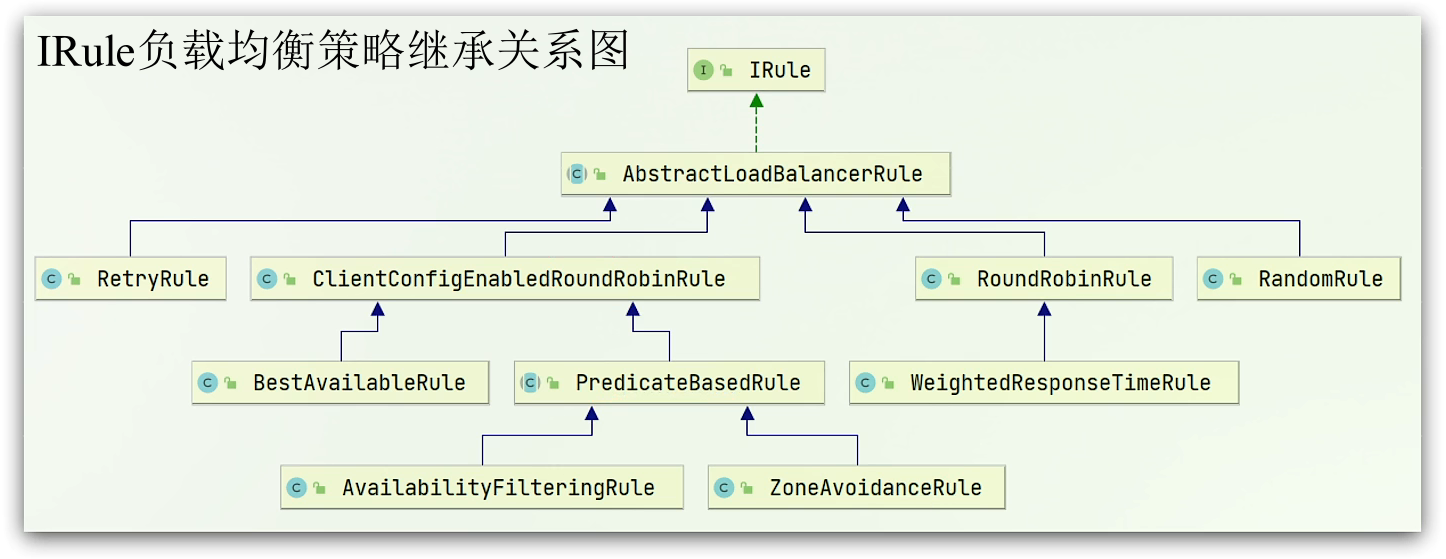 IRule负载均衡策略继承关系图
I IRule
C AbstractLoadBalancerRule
C RetryRule
C ClientConfigEnabledRoundRobinRule
C RoundRobinRule
C RandomRule
C BestAvailableRule
C PredicateBasedRule
C WeightedResponseTimeRule
C AvailabilityFilteringRule
C ZoneAvoidanceRule